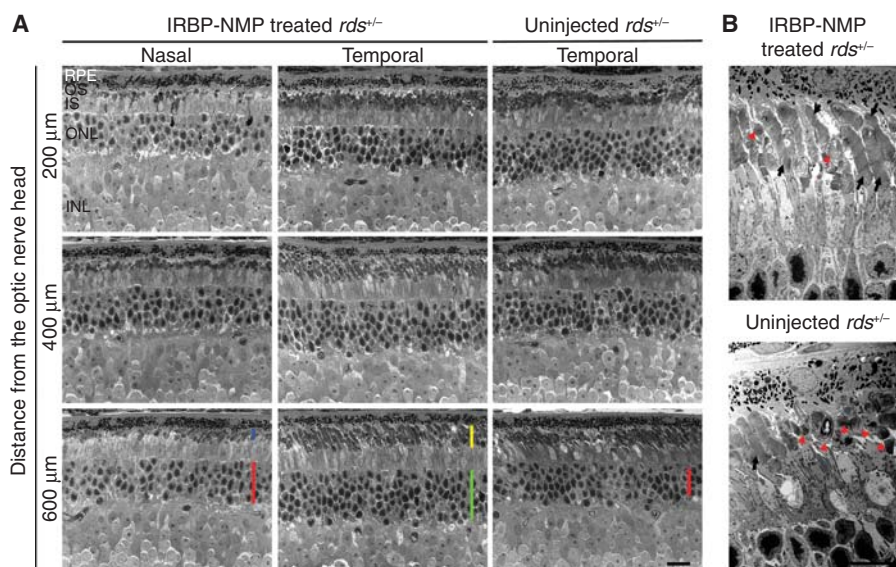 A
IRBP-NMP treated rds+/–
Uninjected rds+/–
Nasal
Temporal
Temporal
Distance from the optic nerve head
200 μm
400 μm
600 μm
RPE
OS
IS
ONL
INL
B
IRBP-NMP
treated rds+/–
Uninjected rds+/–